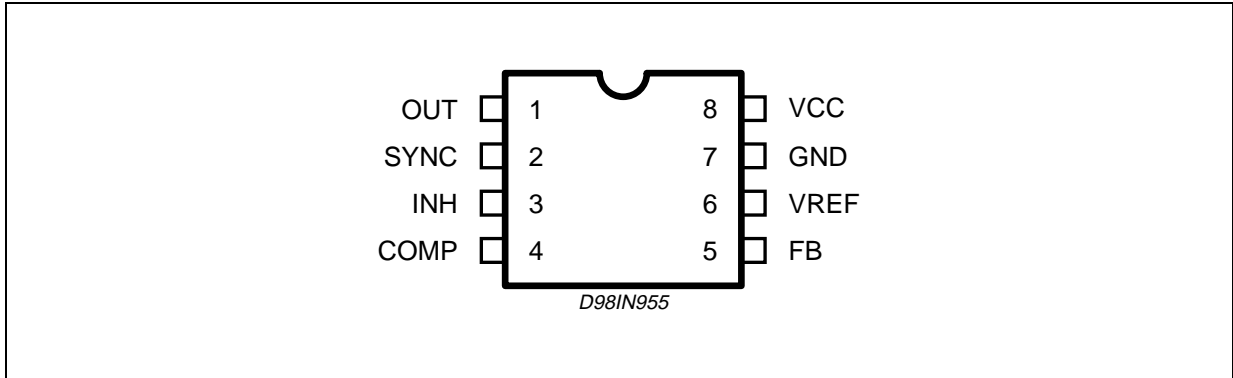 OUT 1 8 VCC
SYNC 2 7 GND
INH 3 6 VREF
COMP 4 5 FB
D98IN955